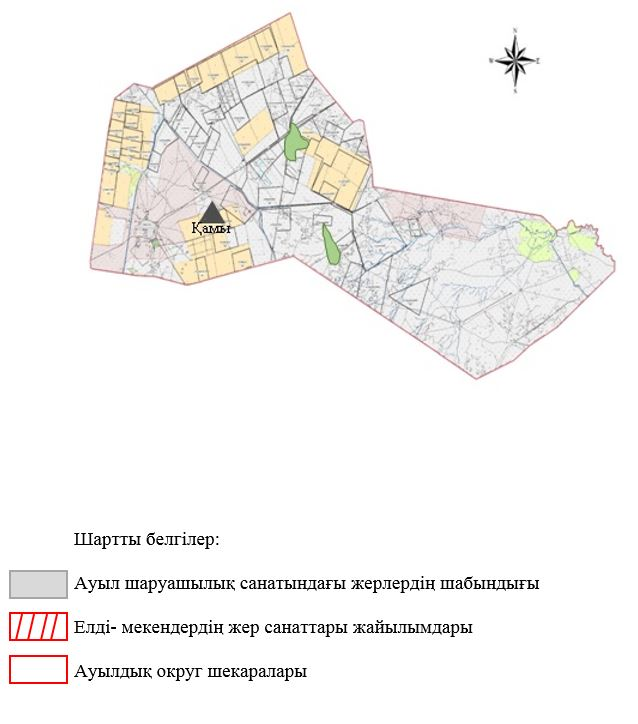 N
W E
S
Қамы
Шартты белгілер:
Ауыл шаруашылық санатындағы жерлердің шабындығы
Елді- мекендердің жер санаттары жайылымдары
Ауылдық округ шекаралары